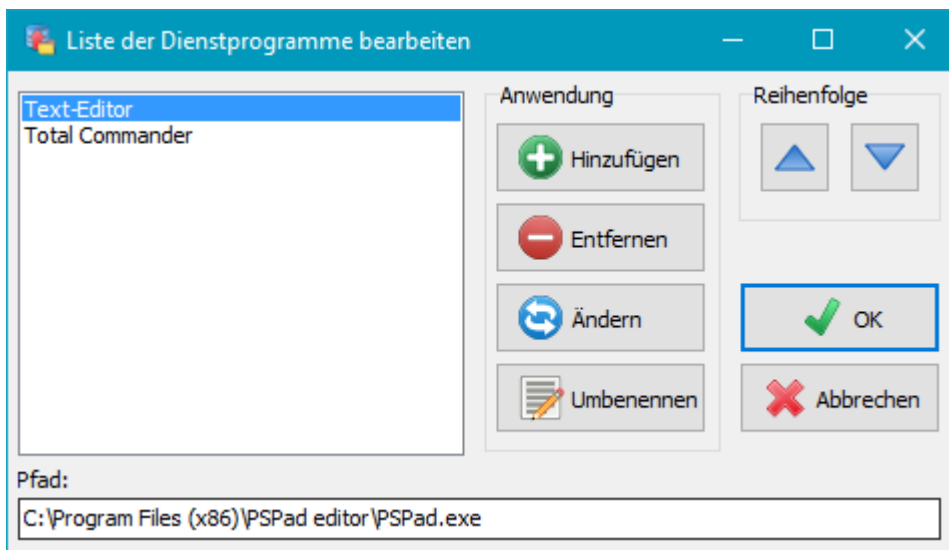 Liste der Dienstprogramme bearbeiten
Text-Editor
Total Commander
Anwendung
Hinzufügen
Entfernen
Ändern
Umbenennen
Reihenfolge
OK
Abbrechen
Pfad:
C:\Program Files (x86)\PSPad editor\PSPad.exe